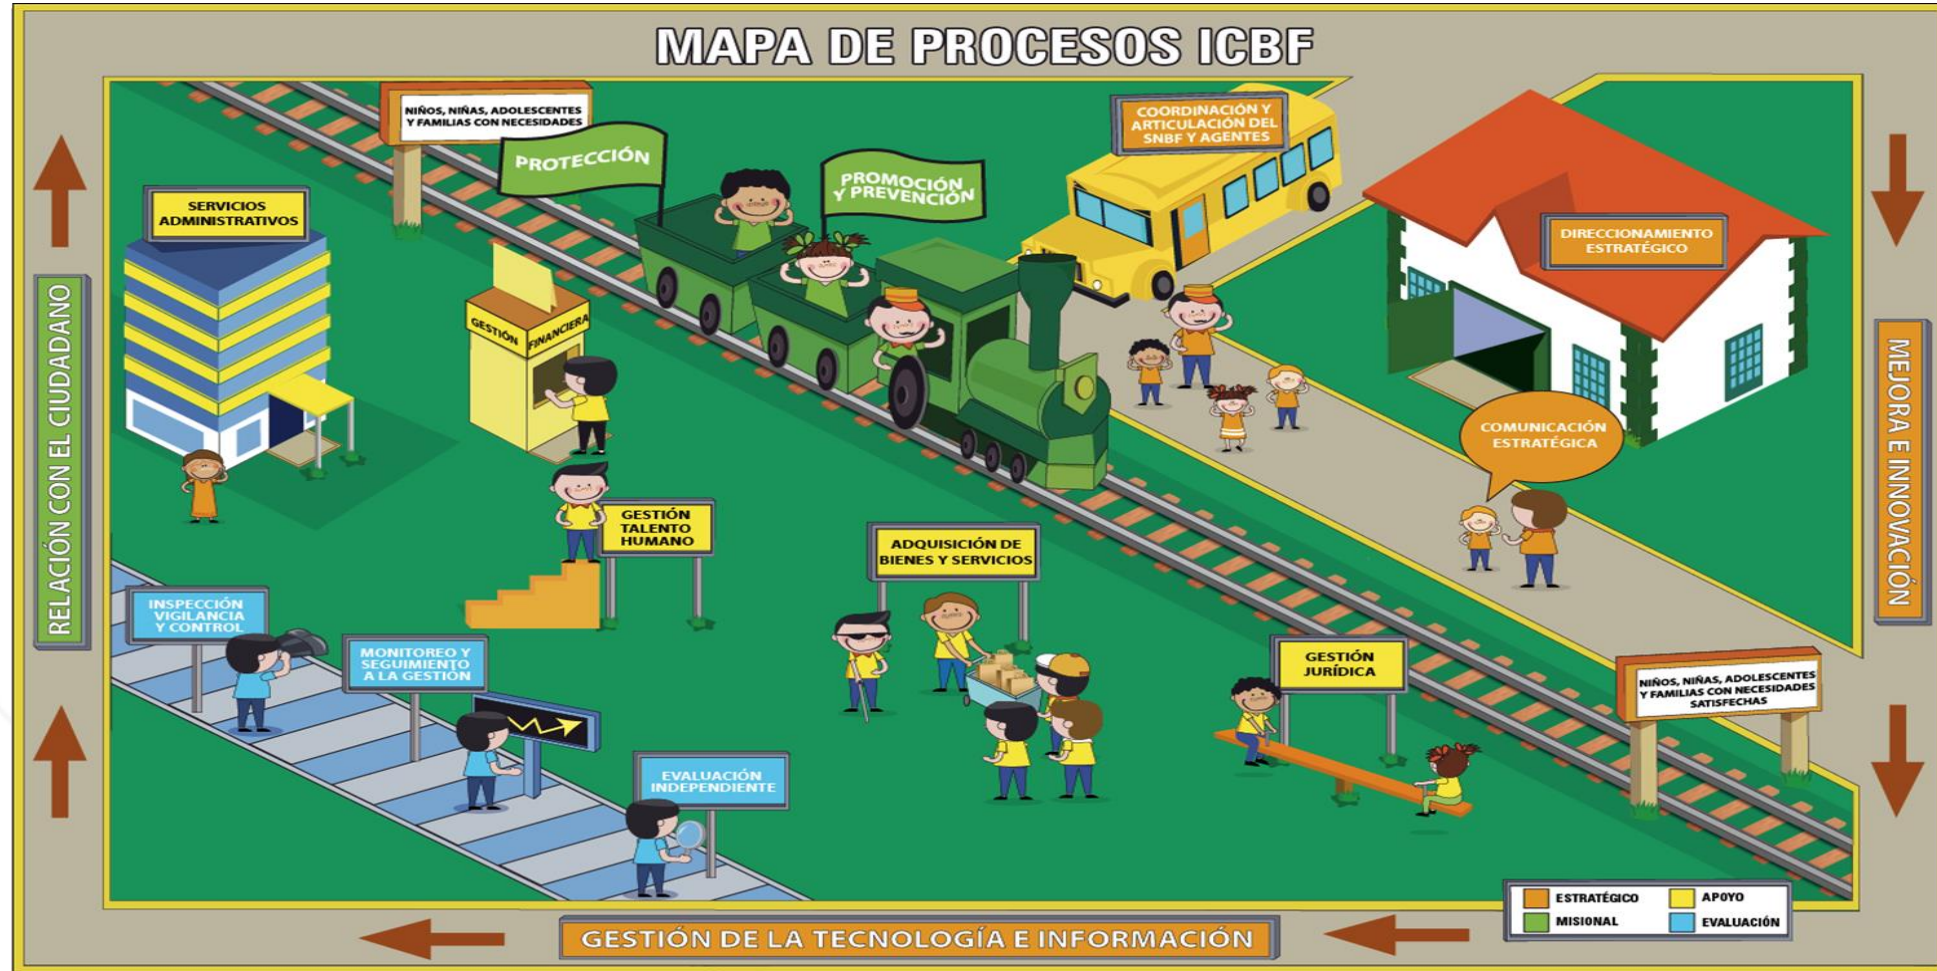 MAPA DE PROCESOS ICBF
NIÑOS, NIÑAS, ADOLESCENTES
Y FAMILIAS CON NECESIDADES
COORDINACIÓN Y
ARTICULACIÓN DEL
SNBF Y AGENTES
PROTECCIÓN
PROMOCIÓN
Y PREVENCIÓN
SERVICIOS
ADMINISTRATIVOS
DIRECCIONAMIENTO
ESTRATÉGICO
GESTIÓN FINANCIERA
RELACIÓN CON EL CIUDADANO
MEJORA E INNOVACIÓN
COMUNICACIÓN
ESTRATÉGICA
GESTIÓN
TALENTO
HUMANO
ADQUISICIÓN DE
BIENES Y SERVICIOS
INSPECCIÓN
VIGILANCIA
Y CONTROL
MONITOREO Y
SEGUIMIENTO
A LA GESTIÓN
GESTIÓN
JURÍDICA
NIÑOS, NIÑAS, ADOLESCENTES
Y FAMILIAS CON NECESIDADES
SATISFECHAS
EVALUACIÓN
INDEPENDIENTE
ESTRATÉGICO
APOYO
MISIONAL
EVALUACIÓN
GESTIÓN DE LA TECNOLOGÍA E INFORMACIÓN